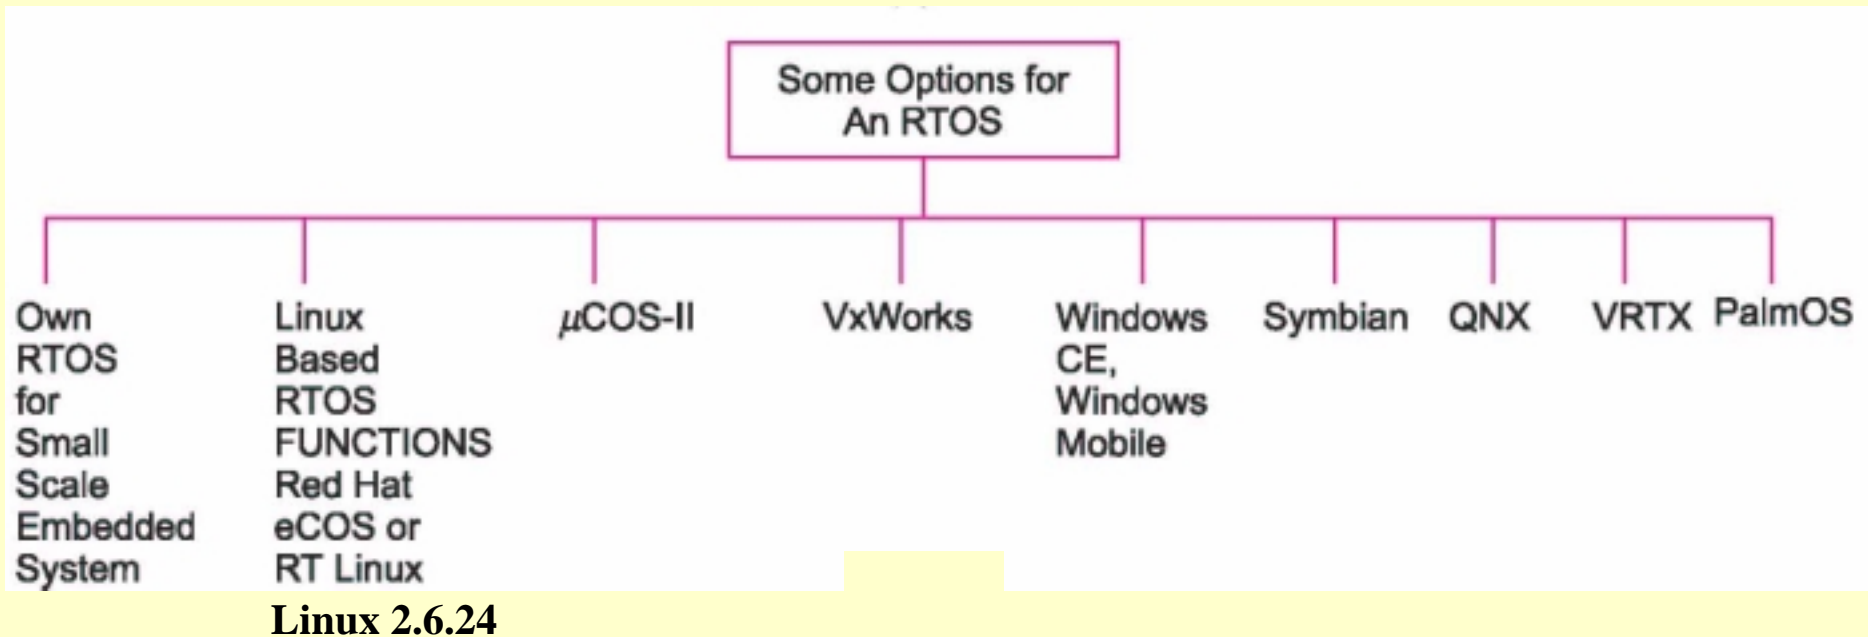 Some Options for
An RTOS
Own
RTOS
for
Small
Scale
Embedded
System
Linux
Based
RTOS
FUNCTIONS
Red Hat
eCOS or
RT Linux
Linux 2.6.24
μCOS-II
VxWorks
Windows
CE,
Windows
Mobile
Symbian
QNX
VRTX
PalmOS